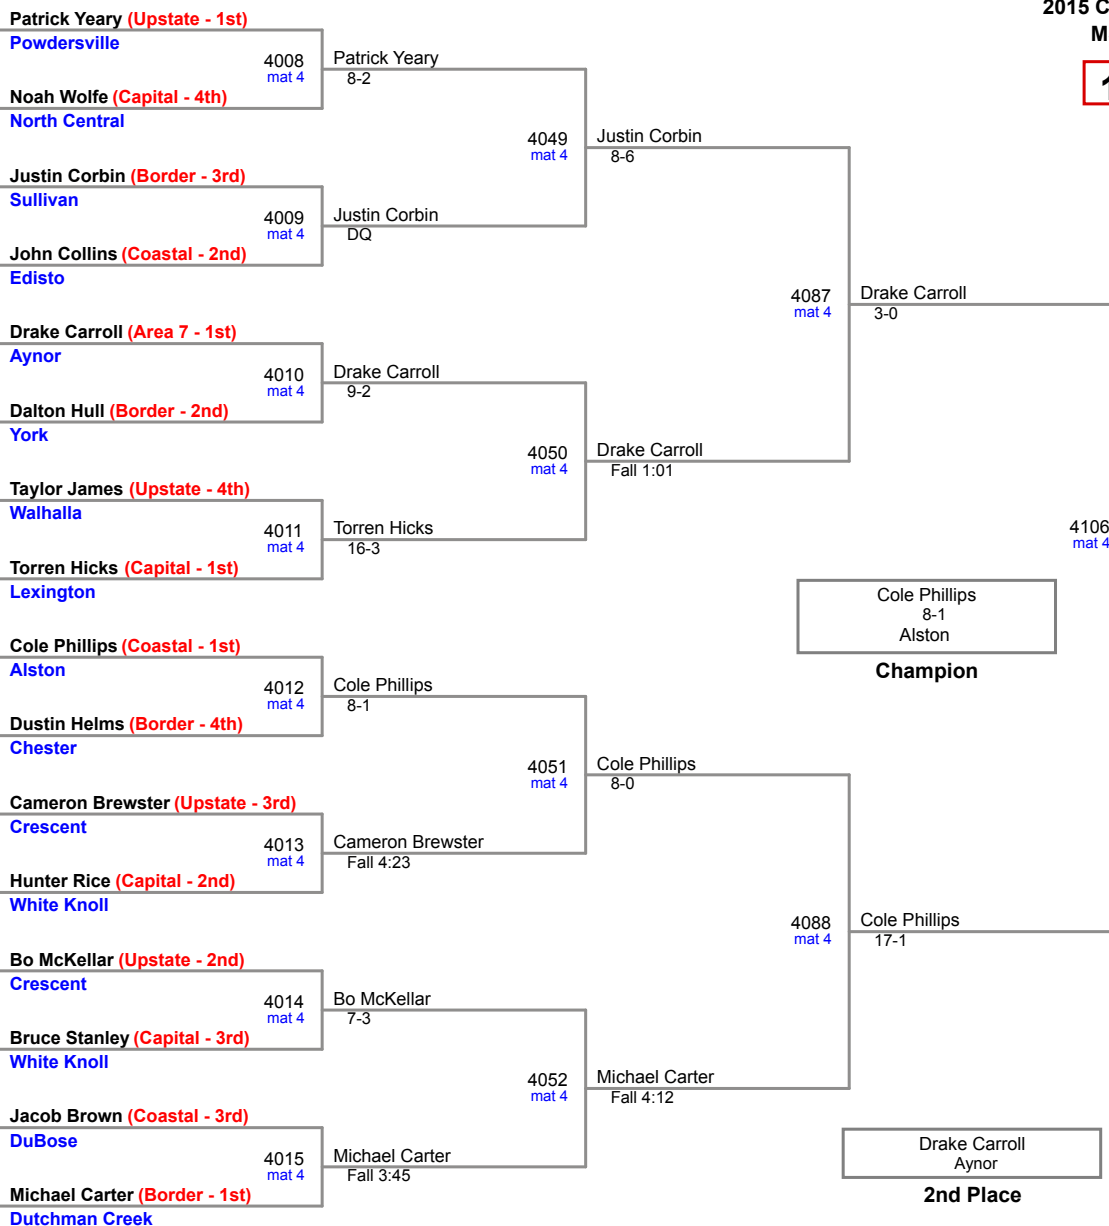 2015 C
M
1
Patrick Yeary (Upstate - 1st)
Powdersville
4008
mat 4
Patrick Yeary
8-2
Noah Wolfe (Capital - 4th)
North Central
4049
mat 4
Justin Corbin
8-6
Justin Corbin (Border - 3rd)
Sullivan
4009
mat 4
Justin Corbin
DQ
John Collins (Coastal - 2nd)
Edisto
4087
mat 4
Drake Carroll
3-0
Drake Carroll (Area 7 - 1st)
Aynor
4010
mat 4
Drake Carroll
9-2
Dalton Hull (Border - 2nd)
York
4050
mat 4
Drake Carroll
Fall 1:01
Taylor James (Upstate - 4th)
Walhalla
4011
mat 4
Torren Hicks
16-3
Torren Hicks (Capital - 1st)
Lexington
4106
mat 4
Cole Phillips
8-1
Alston
Champion
Cole Phillips (Coastal - 1st)
Alston
4012
mat 4
Cole Phillips
8-1
Dustin Helms (Border - 4th)
Chester
4051
mat 4
Cole Phillips
8-0
Cameron Brewster (Upstate - 3rd)
Crescent
4013
mat 4
Cameron Brewster
Fall 4:23
Hunter Rice (Capital - 2nd)
White Knoll
4088
mat 4
Cole Phillips
17-1
Bo McKellar (Upstate - 2nd)
Crescent
4014
mat 4
Bo McKellar
7-3
Bruce Stanley (Capital - 3rd)
White Knoll
4052
mat 4
Michael Carter
Fall 4:12
Jacob Brown (Coastal - 3rd)
DuBose
4015
mat 4
Michael Carter
Fall 3:45
Michael Carter (Border - 1st)
Dutchman Creek
Drake Carroll
Aynor
2nd Place